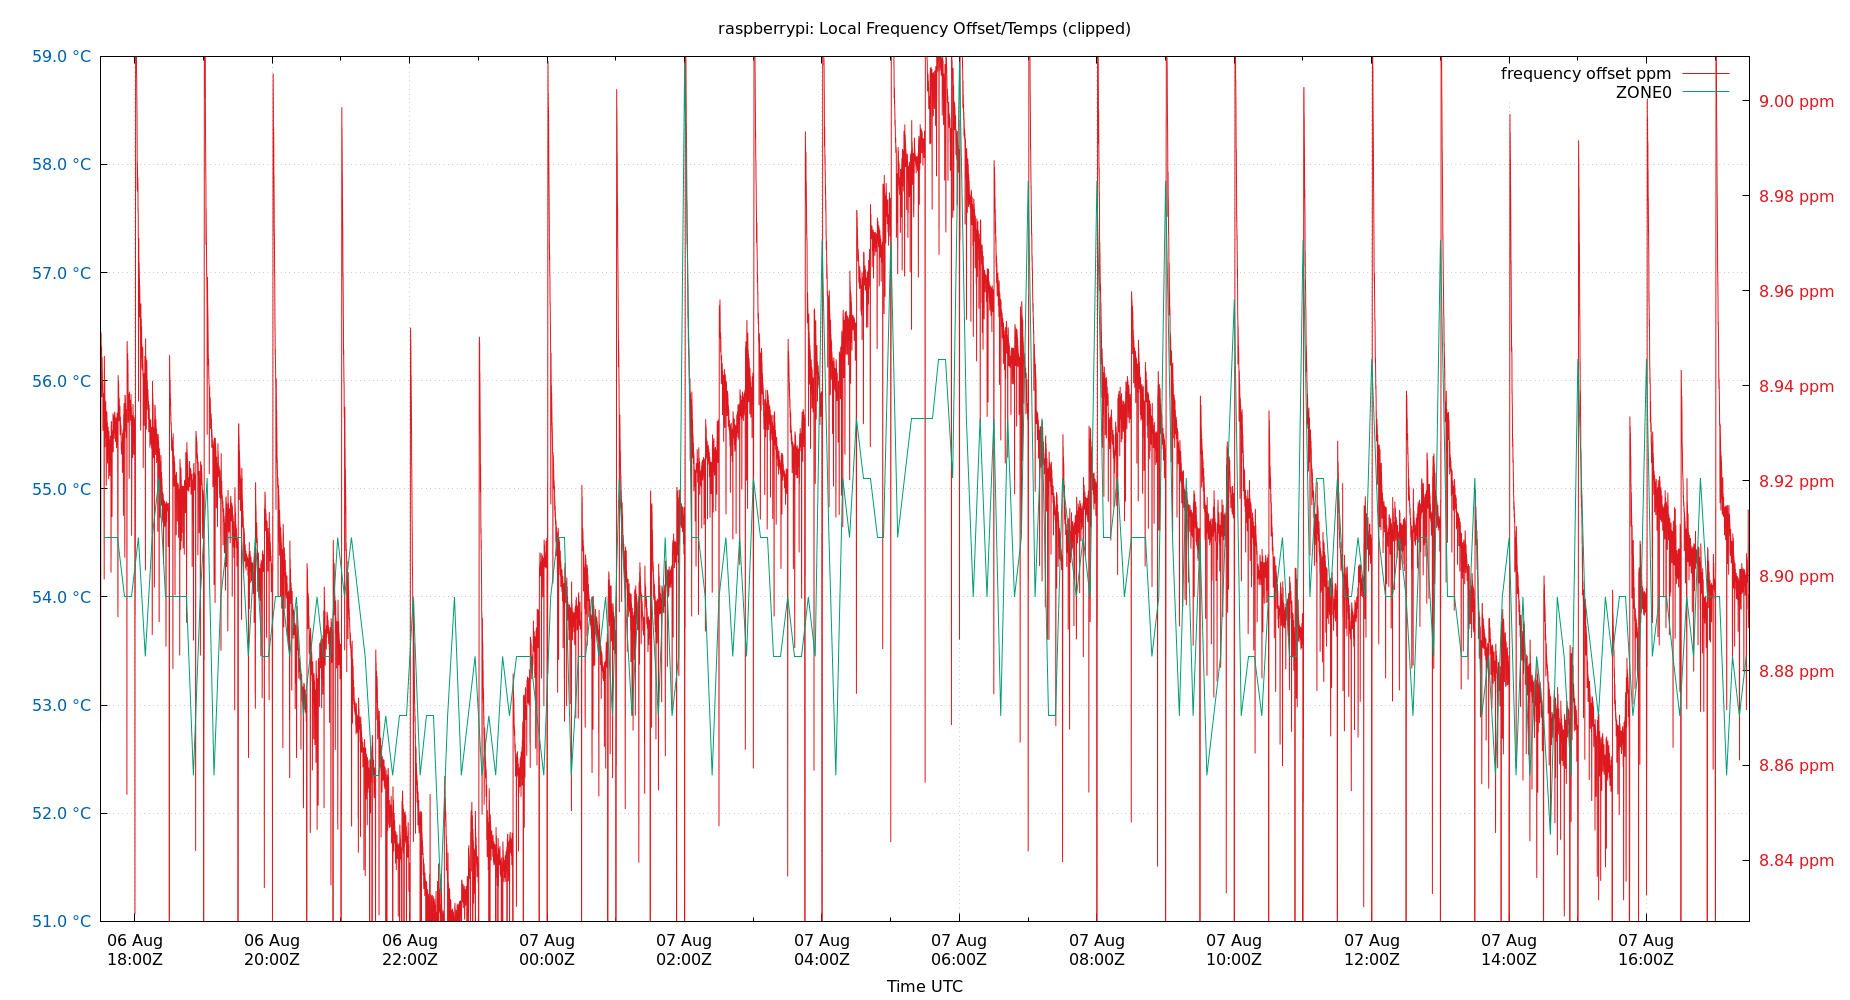 raspberrypi: Local Frequency Offset/Temps (clipped)
59.0 °C
58.0 °C
57.0 °C
56.0 °C
55.0 °C
54.0 °C
53.0 °C
52.0 °C
51.0 °C
frequency offset ppm
ZONE0
9.00 ppm
8.98 ppm
8.96 ppm
8.94 ppm
8.92 ppm
8.90 ppm
8.88 ppm
8.86 ppm
8.84 ppm
06 Aug
18:00Z
06 Aug
20:00Z
06 Aug
22:00Z
07 Aug
00:00Z
07 Aug
02:00Z
07 Aug
04:00Z
07 Aug
06:00Z
07 Aug
08:00Z
07 Aug
10:00Z
07 Aug
12:00Z
07 Aug
14:00Z
07 Aug
16:00Z
Time UTC